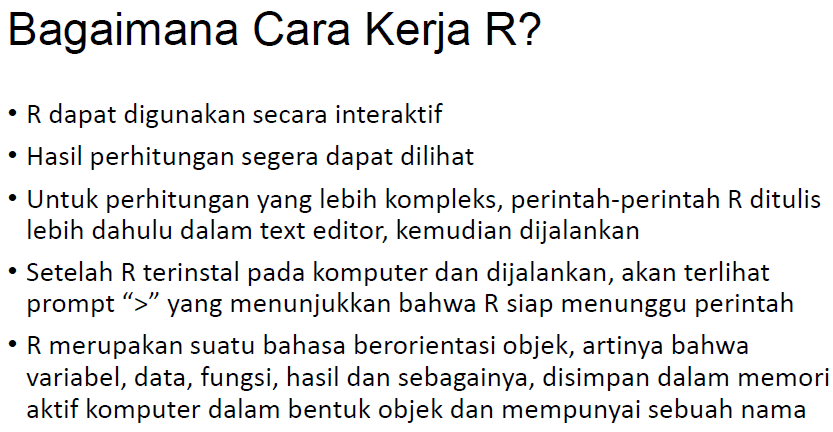 Bagaimana Cara Kerja R?
• R dapat digunakan secara interaktif
• Hasil perhitungan segera dapat dilihat
• Untuk perhitungan yang lebih kompleks, perintah-perintah R ditulis
lebih dahulu dalam text editor, kemudian dijalankan
• Setelah R terinstal pada komputer dan dijalankan, akan terlihat
prompt “>” yang menunjukkan bahwa R siap menunggu perintah
• R merupakan suatu bahasa berorientasi objek, artinya bahwa
variabel, data, fungsi, hasil dan sebagainya, disimpan dalam memori
aktif komputer dalam bentuk objek dan mempunyai sebuah nama